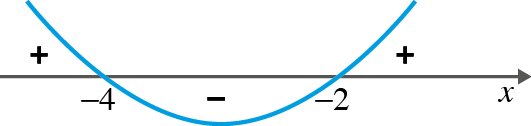 + +
–4 – –2 x